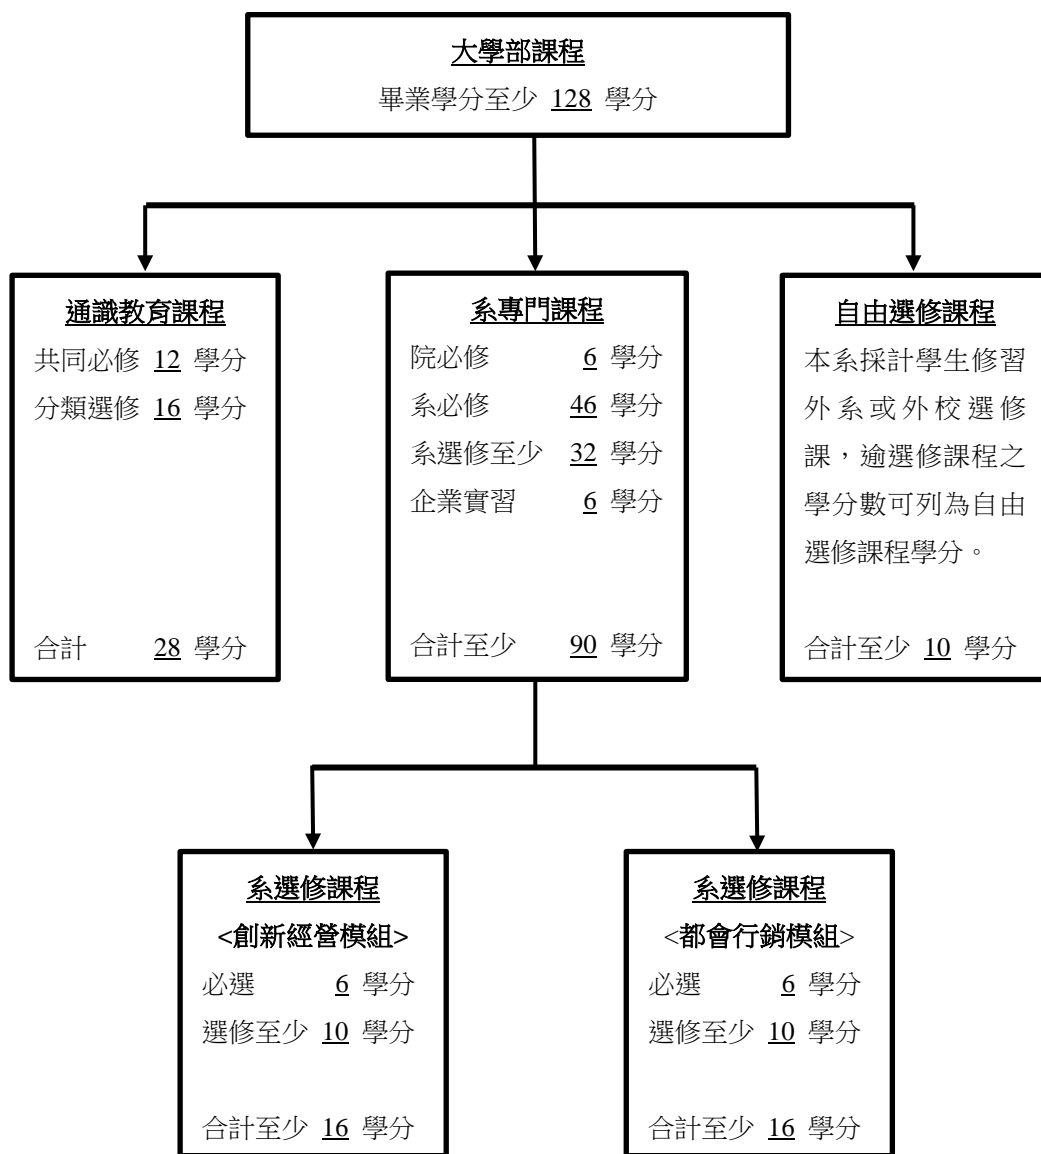 大學部課程
畢業學分至少 128 學分
通識教育課程
共同必修 12 學分
分類選修 16 學分
合計 28 學分
系專門課程
院必修 6 學分
系必修 46 學分
系選修至少 32 學分
企業實習 6 學分
合計至少 90 學分
自由選修課程
本系採計學生修習
外系或外校選修
課，逾選修課程之
學分數可列為自由
選修課程學分。
合計至少 10 學分
系選修課程
<創新經營模組>
必選 6 學分
選修至少 10 學分
合計至少 16 學分
系選修課程
<都會行銷模組>
必選 6 學分
選修至少 10 學分
合計至少 16 學分